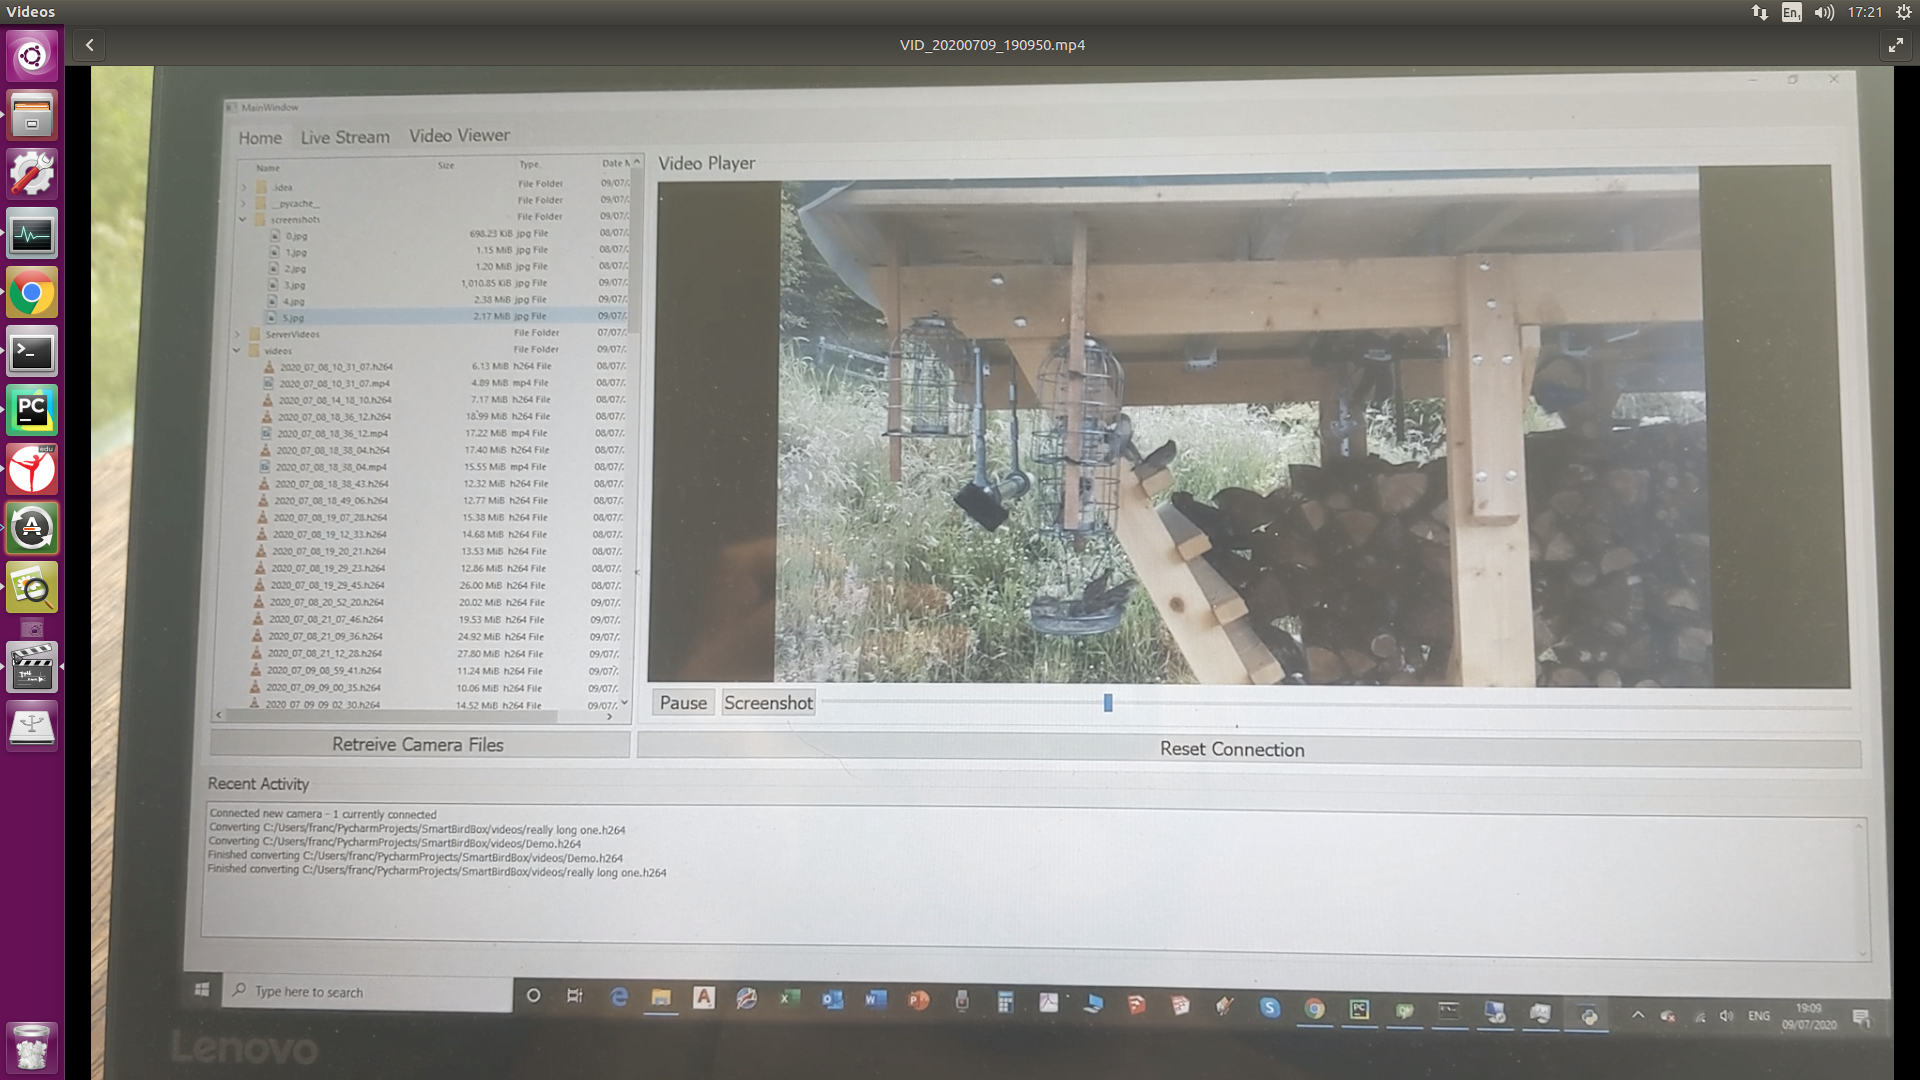 Videos
En1
17:21
VID_20200709_190950.mp4
MainWindow
Home Live Stream Video Viewer
Name Size Type Date M
.idea File Folder 09/07/
__pycache__ File Folder 09/07/
screenshots File Folder 09/07/
0.jpg 698.23 KiB jpg File 08/07/
1.jpg 1.15 MiB jpg File 08/07/
2.jpg 1.20 MiB jpg File 08/07/
3.jpg 1,010.85 KiB jpg File 09/07/
4.jpg 2.38 MiB jpg File 09/07/
5.jpg 2.17 MiB jpg File 09/07/
ServerVideos File Folder 07/07/
videos File Folder 09/07/
2020_07_08_10_31_07.h264 6.13 MiB h264 File 08/07/
2020_07_08_10_31_07.mp4 4.89 MiB mp4 File 08/07/
2020_07_08_14_18_10.h264 7.17 MiB h264 File 08/07/
2020_07_08_18_36_12.h264 18.99 MiB h264 File 08/07/
2020_07_08_18_36_12.mp4 17.22 MiB mp4 File 08/07/
2020_07_08_18_38_04.h264 17.40 MiB h264 File 08/07/
2020_07_08_18_38_04.mp4 15.55 MiB mp4 File 08/07/
2020_07_08_18_38_43.h264 12.32 MiB h264 File 08/07/
2020_07_08_18_49_06.h264 12.77 MiB h264 File 08/07/
2020_07_08_19_07_28.h264 15.38 MiB h264 File 08/07/
2020_07_08_19_12_33.h264 14.68 MiB h264 File 08/07/
2020_07_08_19_20_21.h264 13.53 MiB h264 File 08/07/
2020_07_08_19_29_23.h264 12.86 MiB h264 File 08/07/
2020_07_08_19_29_45.h264 26.00 MiB h264 File 08/07/
2020_07_08_20_52_20.h264 20.02 MiB h264 File 09/07/
2020_07_08_21_07_46.h264 19.53 MiB h264 File 09/07/
2020_07_08_21_09_36.h264 24.92 MiB h264 File 09/07/
2020_07_08_21_12_28.h264 27.80 MiB h264 File 09/07/
2020_07_09_08_59_41.h264 11.24 MiB h264 File 09/07/
2020_07_09_09_00_35.h264 10.06 MiB h264 File 09/07/
2020_07_09_09_02_30.h264 14.52 MiB h264 File 09/07/
Video Player
Pause Screenshot
Retreive Camera Files Reset Connection
Recent Activity
Connected new camera - 1 currently connected
Converting C:/Users/franc/PycharmProjects/SmartBirdBox/videos/really long one.h264
Converting C:/Users/franc/PycharmProjects/SmartBirdBox/videos/Demo.h264
Finished converting C:/Users/franc/PycharmProjects/SmartBirdBox/videos/Demo.h264
Finished converting C:/Users/franc/PycharmProjects/SmartBirdBox/videos/really long one.h264
Type here to search
ENG
19:09
09/07/2020
Lenovo